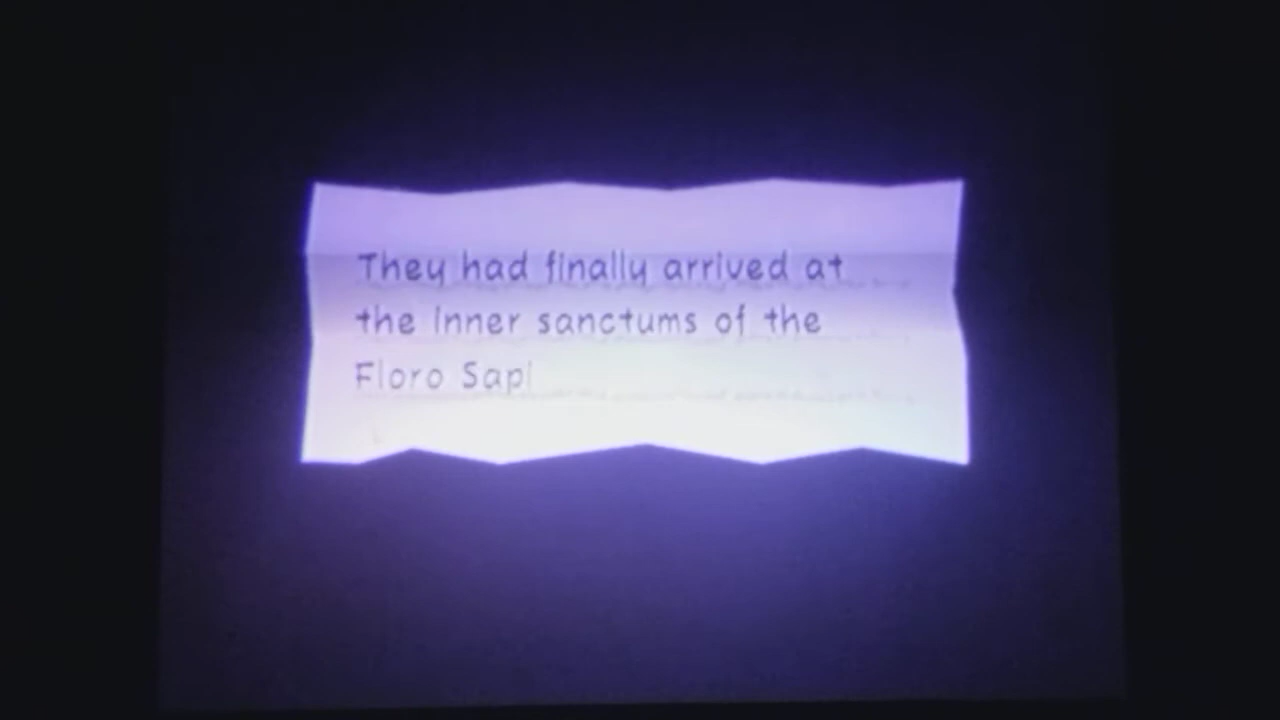 They had finally arrived at
the inner sanctums of the
Floro Sapi